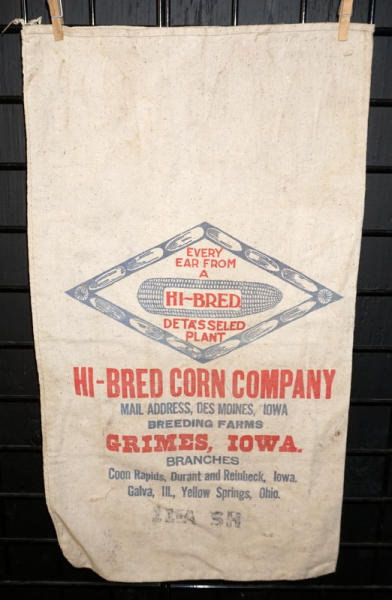 EVERY
EAR FROM
A
HI-BRED
DETASSELED
PLANT
HI-BRED CORN COMPANY
MAIL ADDRESS, DES MOINES, IOWA
BREEDING FARMS
GRIMES, IOWA.
BRANCHES
Coon Rapids, Durant and Reinbeck, Iowa.
Galva, Ill., Yellow Springs, Ohio.